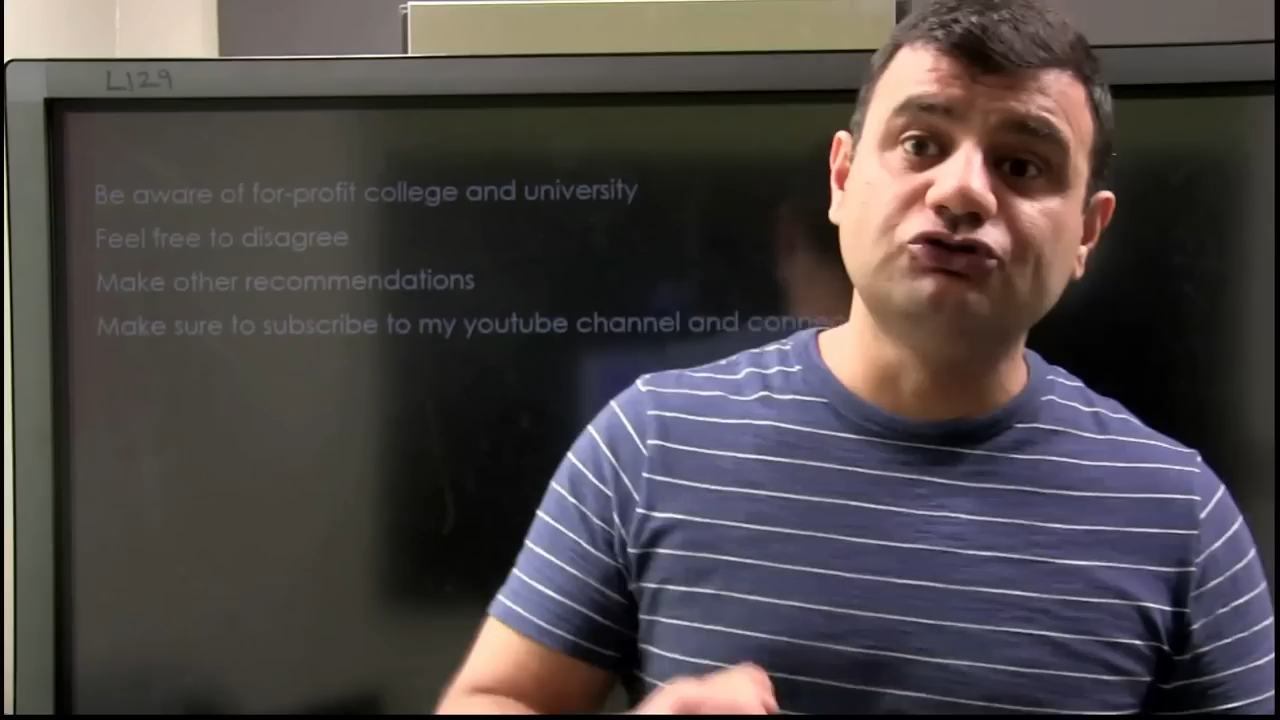 L129
Be aware of for-profit college and university
Feel free to disagree
Make other recommendations
Make sure to subscribe to my youtube channel and